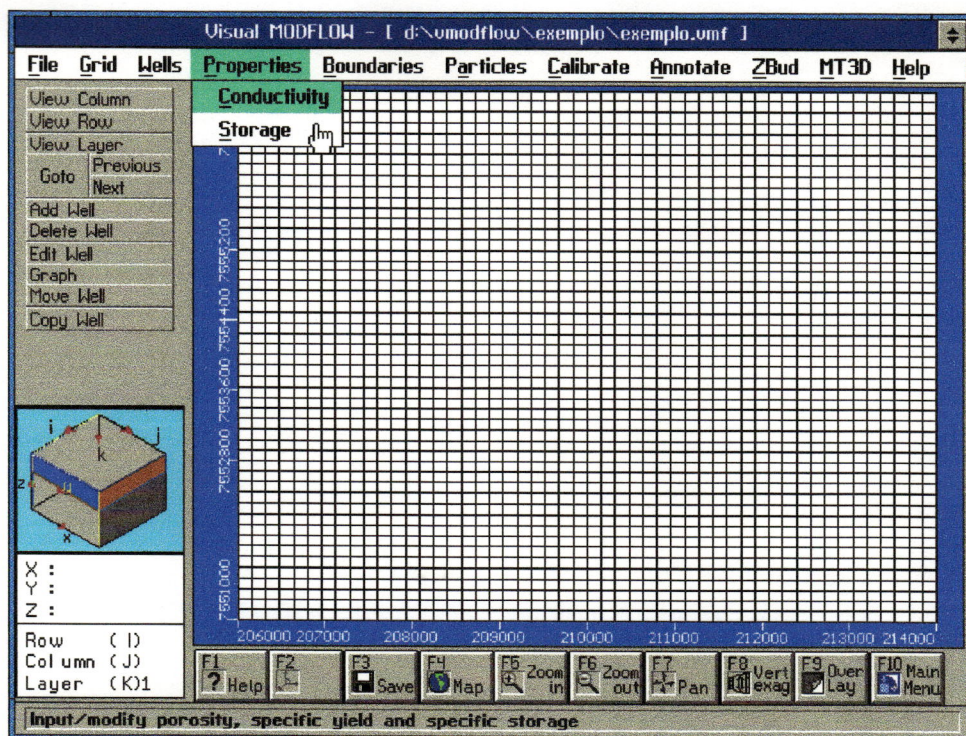 Visual MODFLOW - [ d:\vmodflow\exemplo\exemplo.vmf ]
File Grid Wells Properties Boundaries Particles Calibrate Annotate ZBud MT3D Help
Conductivity
Storage
View Column
View Row
View Layer
Goto
Previous
Next
Add Well
Delete Well
Edit Well
Graph
Move Well
Copy Well
7555200
7554400
7553600
7552800
7551000
206000 207000 208000 209000 210000 211000 212000 213000 214000
i
j
k
z
x
X :
Y :
Z :
Row (I)
Column (J)
Layer (K)1
F1 ? Help
F2
F3 Save
F4 Map
F5 Zoom in
F6 Zoom out
F7 Pan
F8 Vert exag
F9 Over Lay
F10 Main Menu
Input/modify porosity, specific yield and specific storage